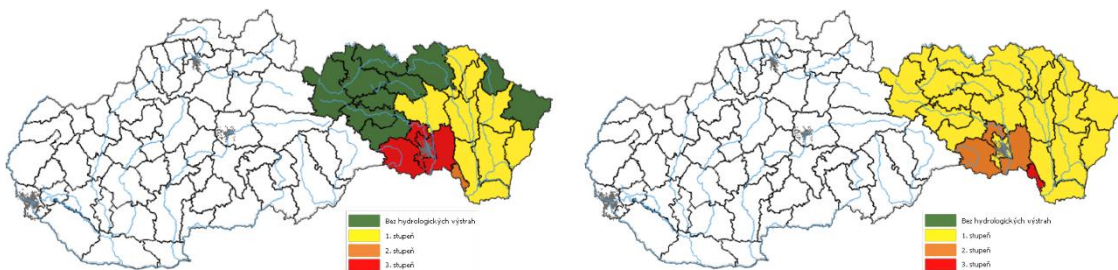 Bez hydrologických výstrah
1. stupeň
2. stupeň
3. stupeň
Bez hydrologických výstrah
1. stupeň
2. stupeň
3. stupeň